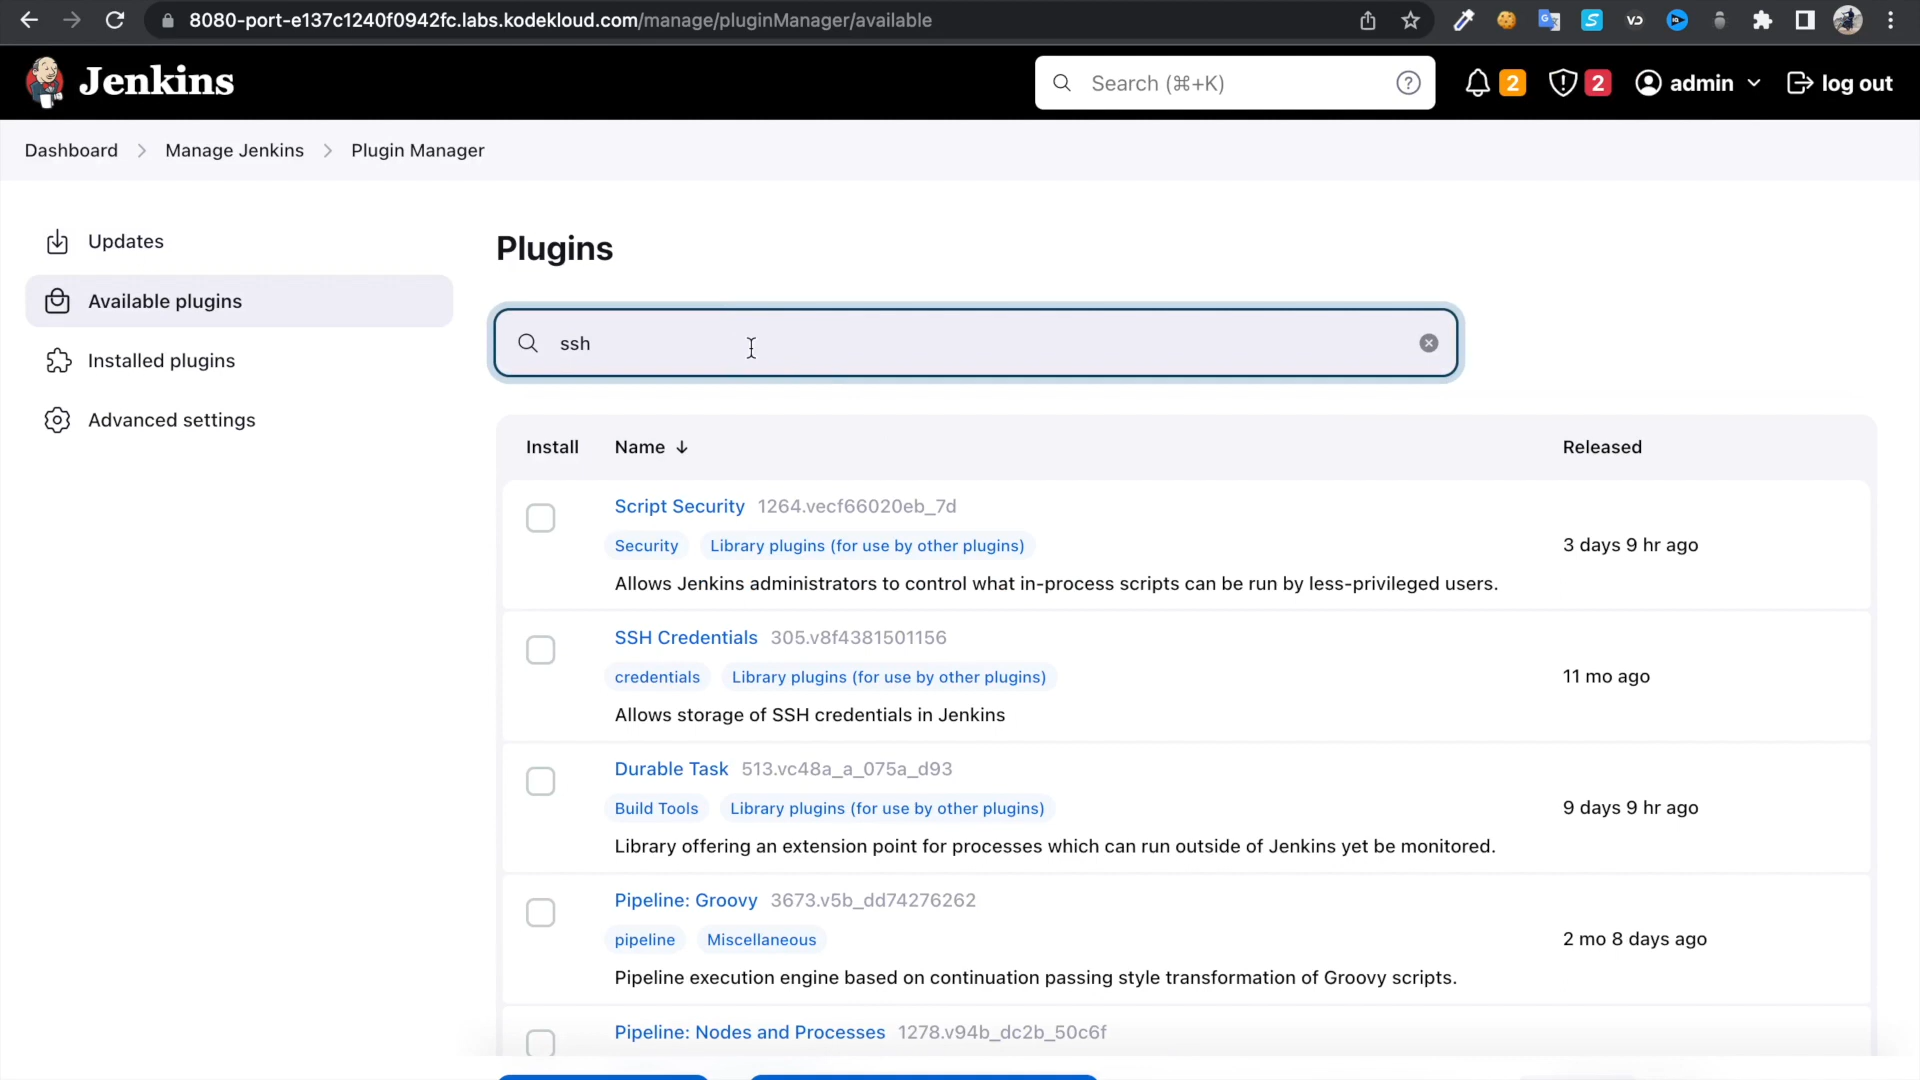 8080-port-e137c1240f0942fc.labs.kodekloud.com/manage/pluginManager/available
Jenkins
Search (⌘+K)
2
2
admin
log out
Dashboard
Manage Jenkins
Plugin Manager
Updates
Available plugins
Installed plugins
Advanced settings
Plugins
ssh
Install
Name ↓
Released
Script Security 1264.vecf66020eb_7d
Security
Library plugins (for use by other plugins)
3 days 9 hr ago
Allows Jenkins administrators to control what in-process scripts can be run by less-privileged users.
SSH Credentials 305.v8f4381501156
credentials
Library plugins (for use by other plugins)
11 mo ago
Allows storage of SSH credentials in Jenkins
Durable Task 513.vc48a_a_075a_d93
Build Tools
Library plugins (for use by other plugins)
9 days 9 hr ago
Library offering an extension point for processes which can run outside of Jenkins yet be monitored.
Pipeline: Groovy 3673.v5b_dd74276262
pipeline
Miscellaneous
2 mo 8 days ago
Pipeline execution engine based on continuation passing style transformation of Groovy scripts.
Pipeline: Nodes and Processes 1278.v94b_dc2b_50c6f